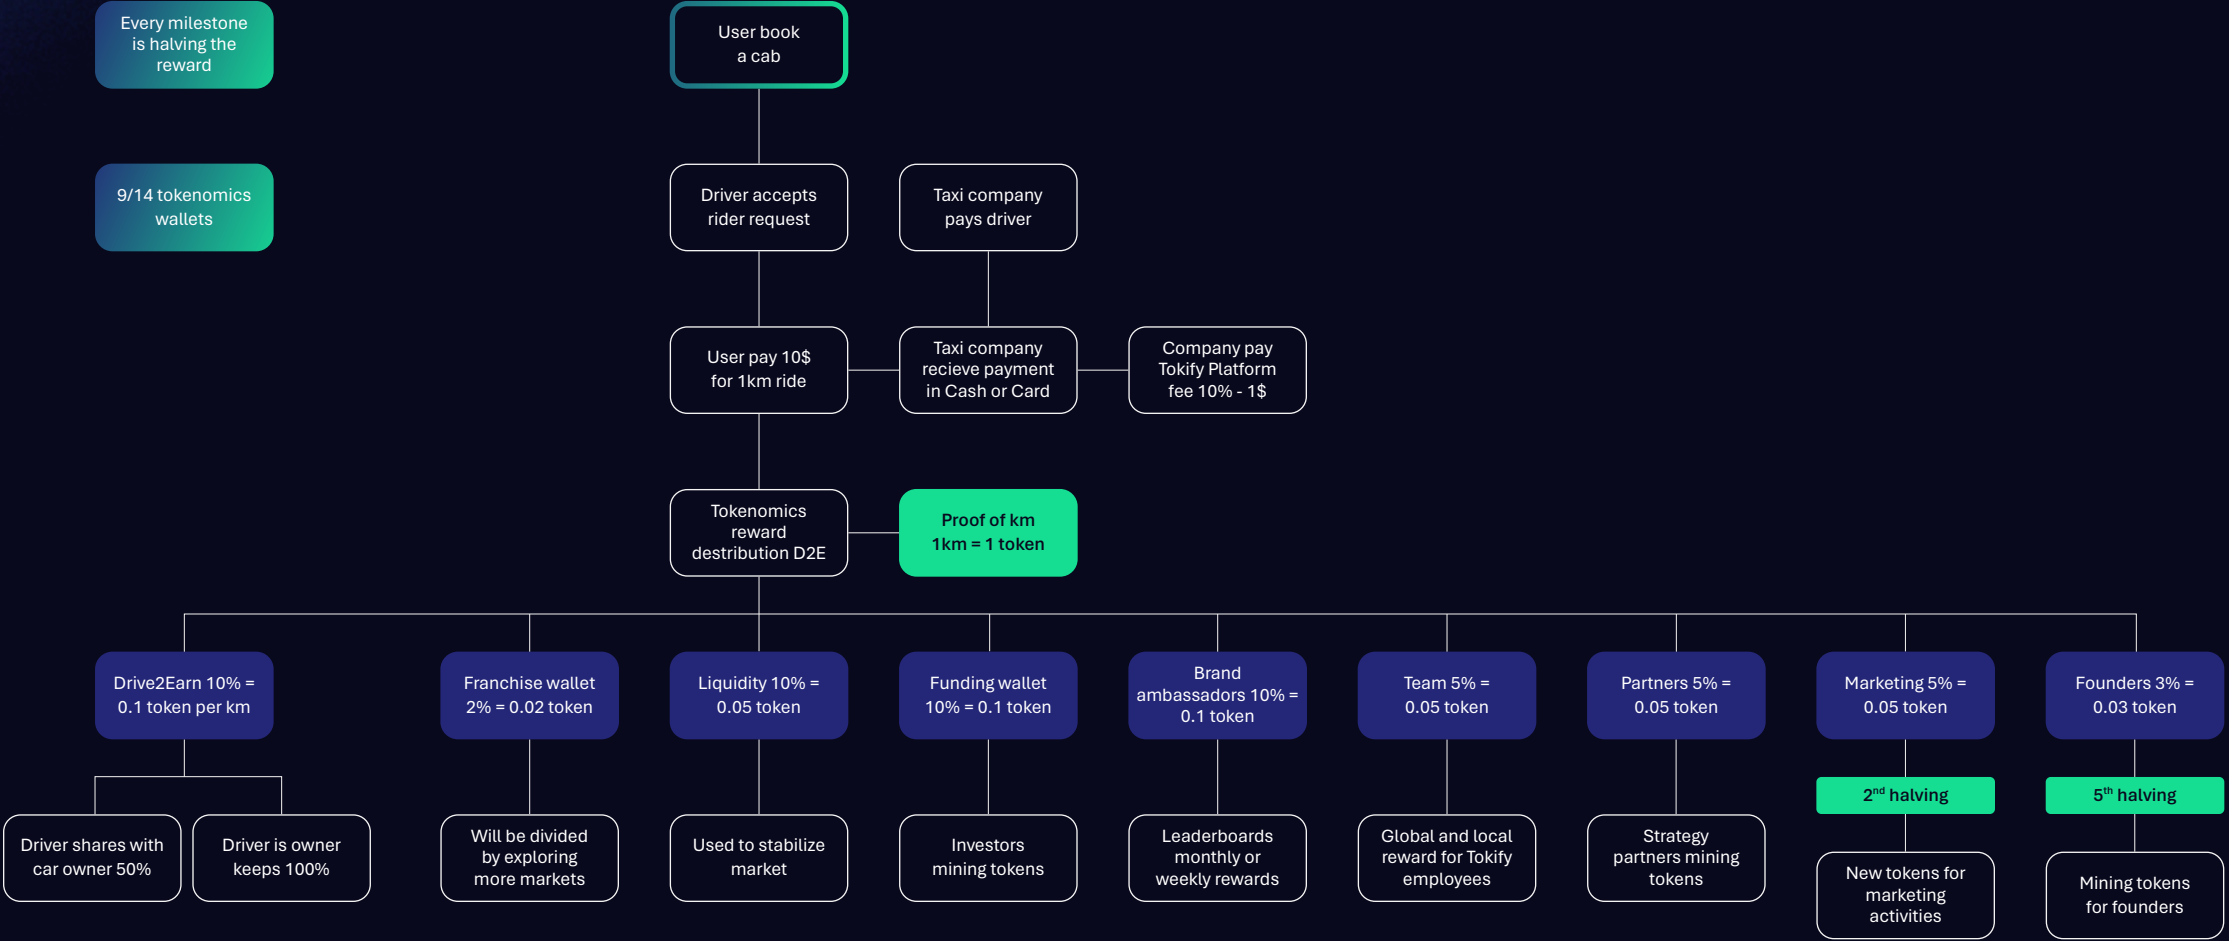 Every milestone
is halving the
reward
User book
a cab
9/14 tokenomics
wallets
Driver accepts
rider request
Taxi company
pays driver
User pay 10$
for 1km ride
Taxi company
recieve payment
in Cash or Card
Company pay
Tokify Platform
fee 10% - 1$
Tokenomics
reward
destribution D2E
Proof of km
1km = 1 token
Drive2Earn 10% =
0.1 token per km
Franchise wallet
2% = 0.02 token
Liquidity 10% =
0.05 token
Funding wallet
10% = 0.1 token
Brand
ambassadors 10% =
0.1 token
Team 5% =
0.05 token
Partners 5% =
0.05 token
Marketing 5% =
0.05 token
Founders 3% =
0.03 token
2nd halving
5th halving
Driver shares with
car owner 50%
Driver is owner
keeps 100%
Will be divided
by exploring
more markets
Used to stabilize
market
Investors
mining tokens
Leaderboards
monthly or
weekly rewards
Global and local
reward for Tokify
employees
Strategy
partners mining
tokens
New tokens for
marketing
activities
Mining tokens
for founders